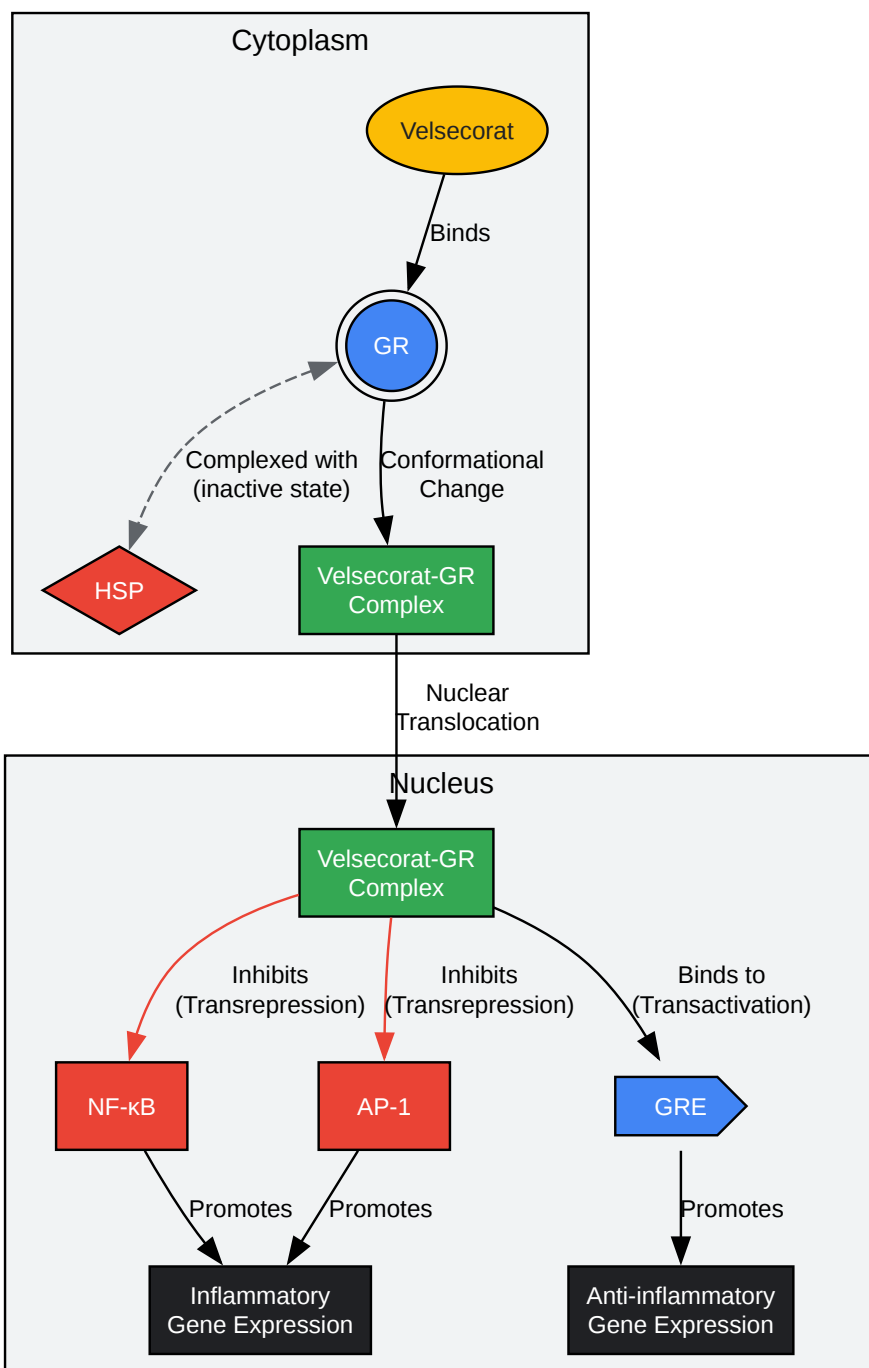 Cytoplasm
Velsecorat
Binds
GR
Complexed with
(inactive state)
Conformational
Change
HSP
Velsecorat-GR
Complex
Nuclear
Translocation
Nucleus
Velsecorat-GR
Complex
Inhibits
(Transrepression)
Inhibits
(Transrepression)
Binds to
(Transactivation)
NF-κB
AP-1
GRE
Promotes
Promotes
Promotes
Inflammatory
Gene Expression
Anti-inflammatory
Gene Expression